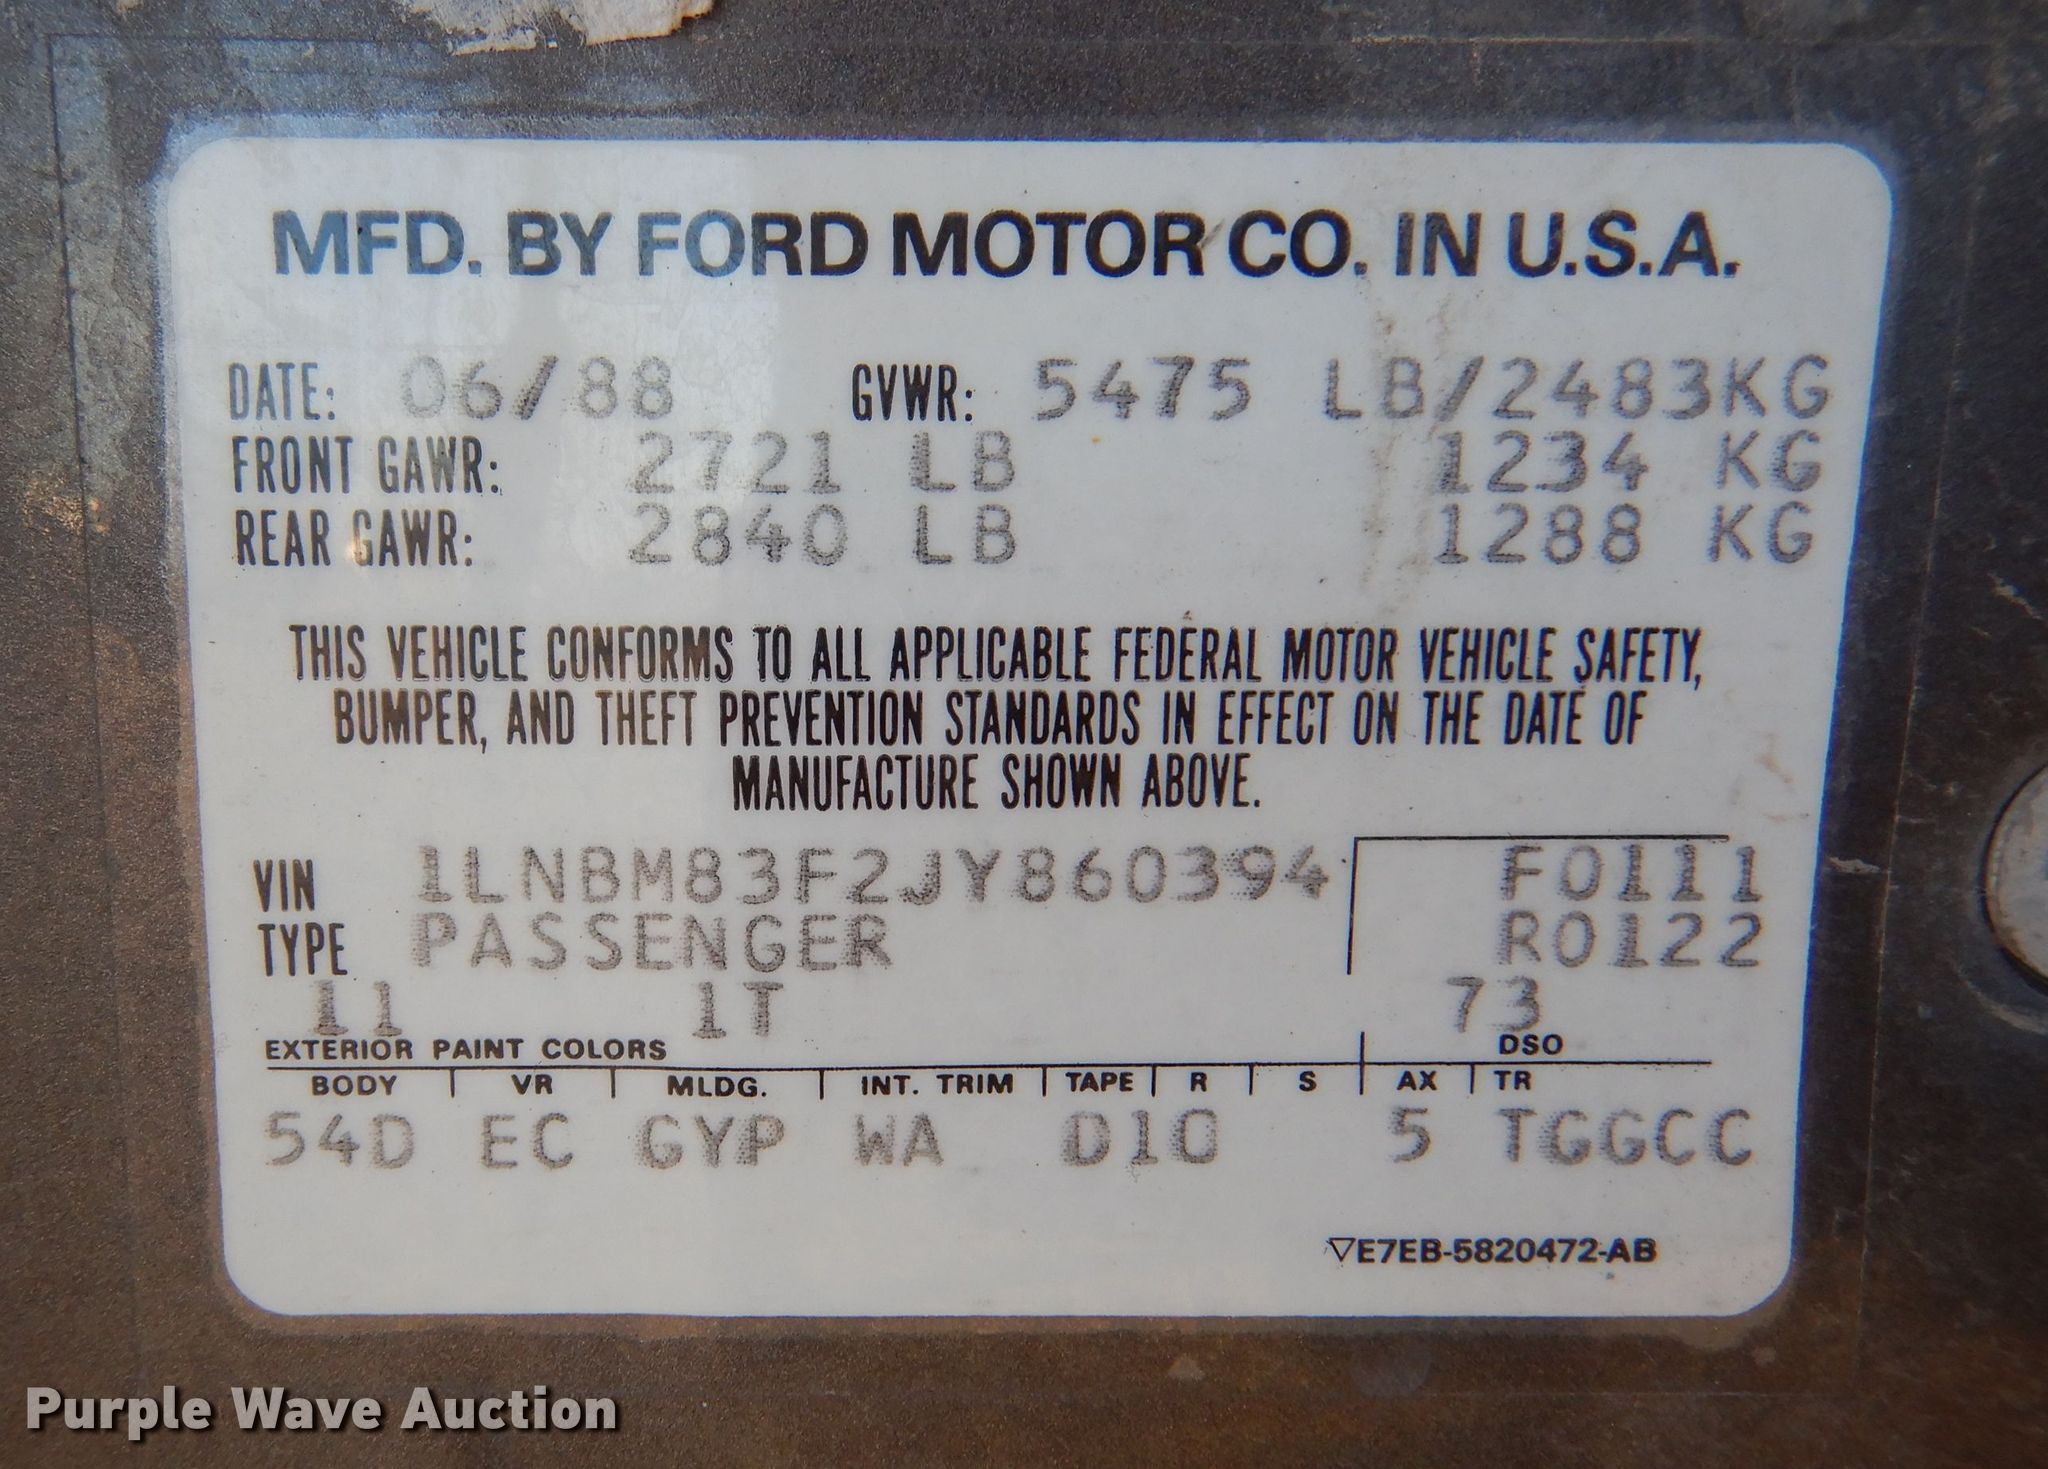 MFD. BY FORD MOTOR CO. IN U.S.A.
DATE: 06/88 GVWR: 5475 LB/2483KG
FRONT GAWR: 2721 LB 1234 KG
REAR GAWR: 2840 LB 1288 KG
THIS VEHICLE CONFORMS TO ALL APPLICABLE FEDERAL MOTOR VEHICLE SAFETY,
BUMPER, AND THEFT PREVENTION STANDARDS IN EFFECT ON THE DATE OF
MANUFACTURE SHOWN ABOVE.
VIN 1LNBM83F2JY860394 F0111
TYPE PASSENGER R0122
11 1T 73
EXTERIOR PAINT COLORS DSO
BODY VR MLDG. INT. TRIM TAPE R S AX TR
54D EC GYP WA D10 5 TGGCC
▽E7EB-5820472-AB
Purple Wave Auction